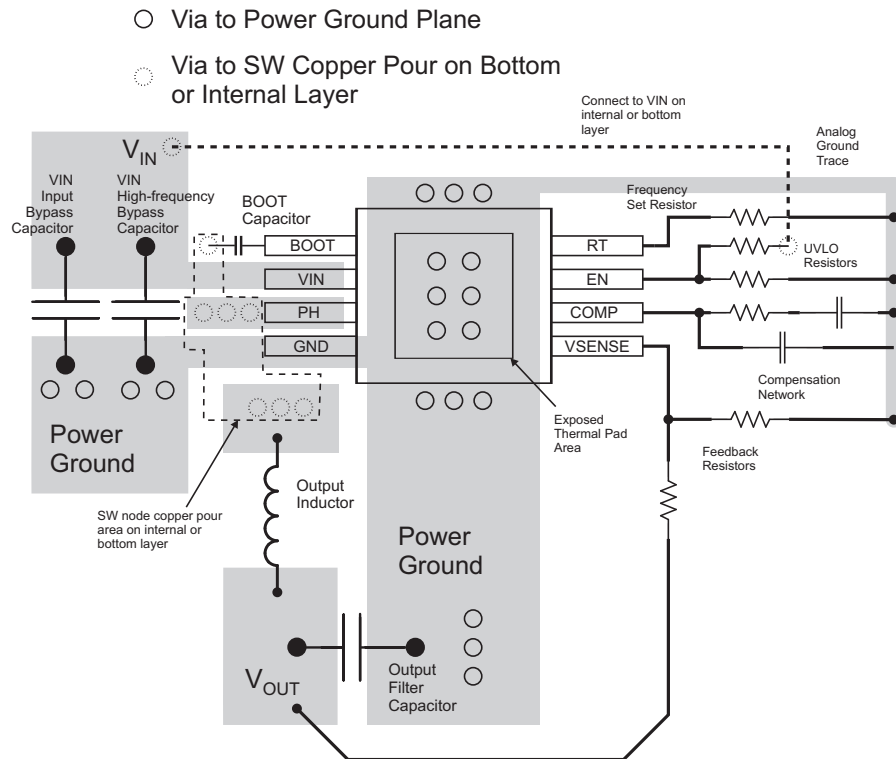 Via to Power Ground Plane
Via to SW Copper Pour on Bottom
or Internal Layer
Connect to VIN on
internal or bottom
layer
Analog
Ground
Trace
VIN
VIN
Input
Bypass
Capacitor
VIN
High-frequency
Bypass
Capacitor
BOOT
Capacitor
Frequency
Set Resistor
BOOT
VIN
PH
GND
RT
EN
COMP
VSENSE
UVLO
Resistors
Compensation
Network
Feedback
Resistors
Exposed
Thermal Pad
Area
Power
Ground
SW node copper pour
area on internal or
bottom layer
Output
Inductor
Power
Ground
VOUT
Output
Filter
Capacitor